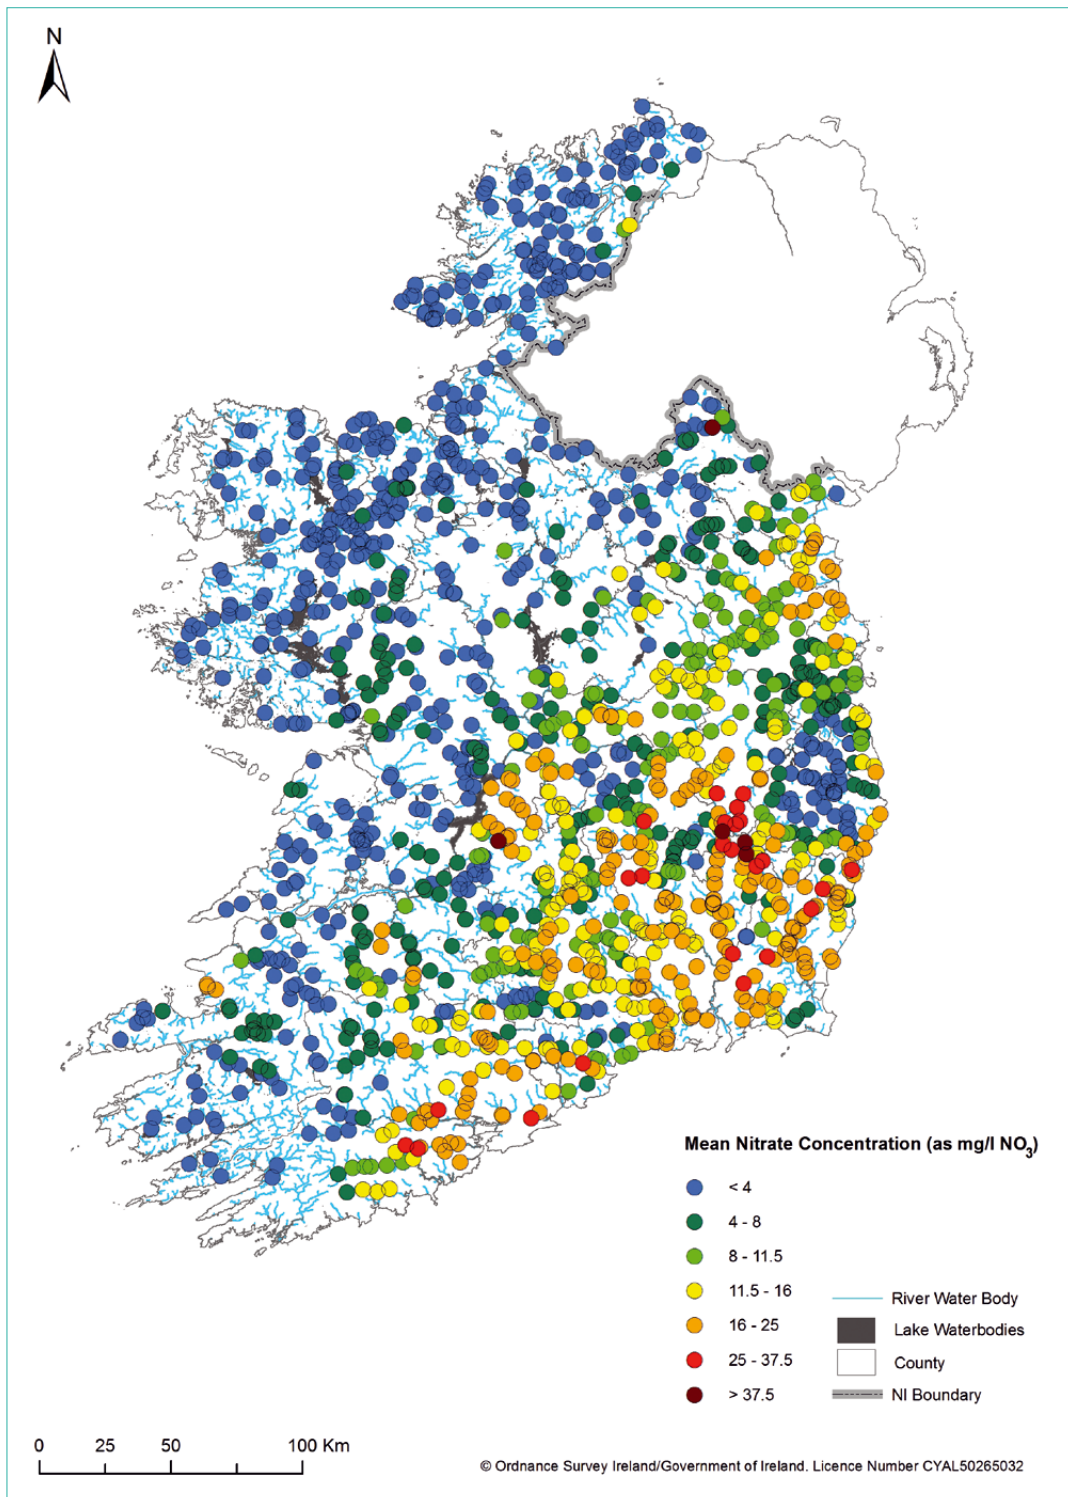 N
Mean Nitrate Concentration (as mg/l NO₃)
< 4
4 - 8
8 - 11.5
11.5 - 16
16 - 25
25 - 37.5
> 37.5
River Water Body
Lake Waterbodies
County
NI Boundary
0 25 50 100 Km
© Ordnance Survey Ireland/Government of Ireland. Licence Number CYAL50265032